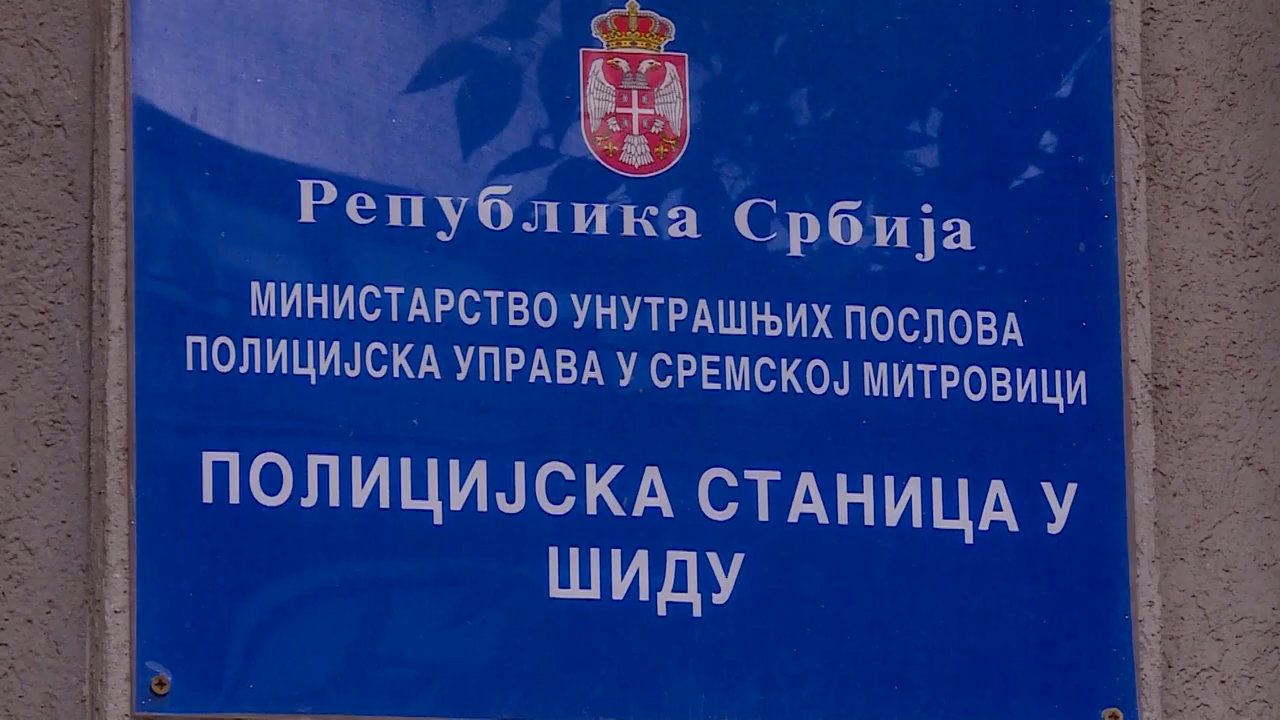 Република Србија
МИНИСТАРСТВО УНУТРАШЊИХ ПОСЛОВА
ПОЛИЦИЈСКА УПРАВА У СРЕМСКОЈ МИТРОВИЦИ
ПОЛИЦИЈСКА СТАНИЦА У
ШИДУ